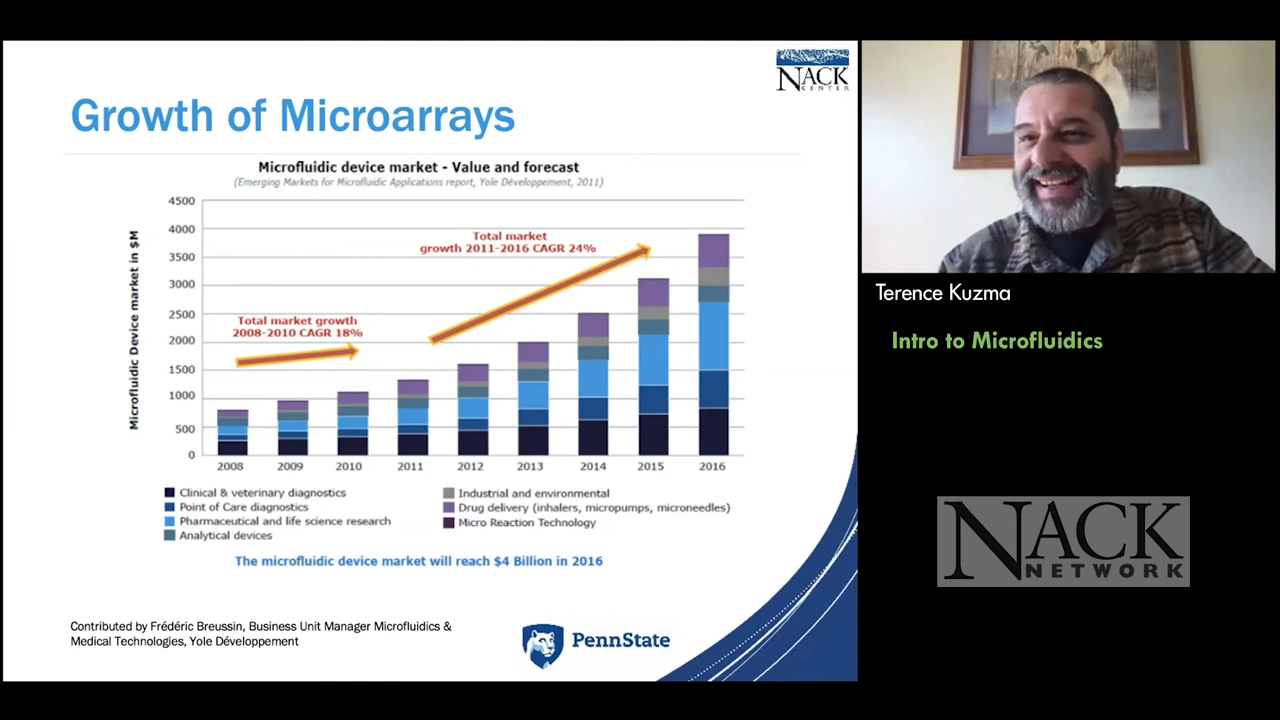 NACK
CENTER
Growth of Microarrays
Microfluidic device market - Value and forecast
(Emerging Markets for Microfluidic Applications report, Yole Développement, 2011)
Microfluidic Device market in $M
4500
4000
3500
3000
2500
2000
1500
1000
500
0
Total market
growth 2011-2016 CAGR 24%
Total market growth
2008-2010 CAGR 18%
2008 2009 2010 2011 2012 2013 2014 2015 2016
Clinical & veterinary diagnostics
Point of Care diagnostics
Pharmaceutical and life science research
Analytical devices
Industrial and environmental
Drug delivery (inhalers, micropumps, microneedles)
Micro Reaction Technology
The microfluidic device market will reach $4 Billion in 2016
Contributed by Frédéric Breussin, Business Unit Manager Microfluidics &
Medical Technologies, Yole Développement
PennState
Terence Kuzma
Intro to Microfluidics
NACK
NETWORK